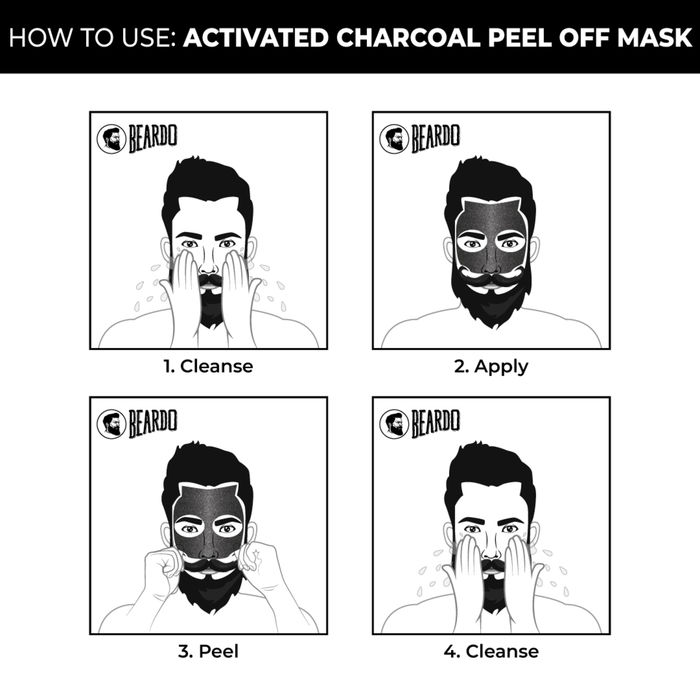 HOW TO USE: ACTIVATED CHARCOAL PEEL OFF MASK
BEARDO
BEARDO
1. Cleanse
2. Apply
BEARDO
BEARDO
3. Peel
4. Cleanse